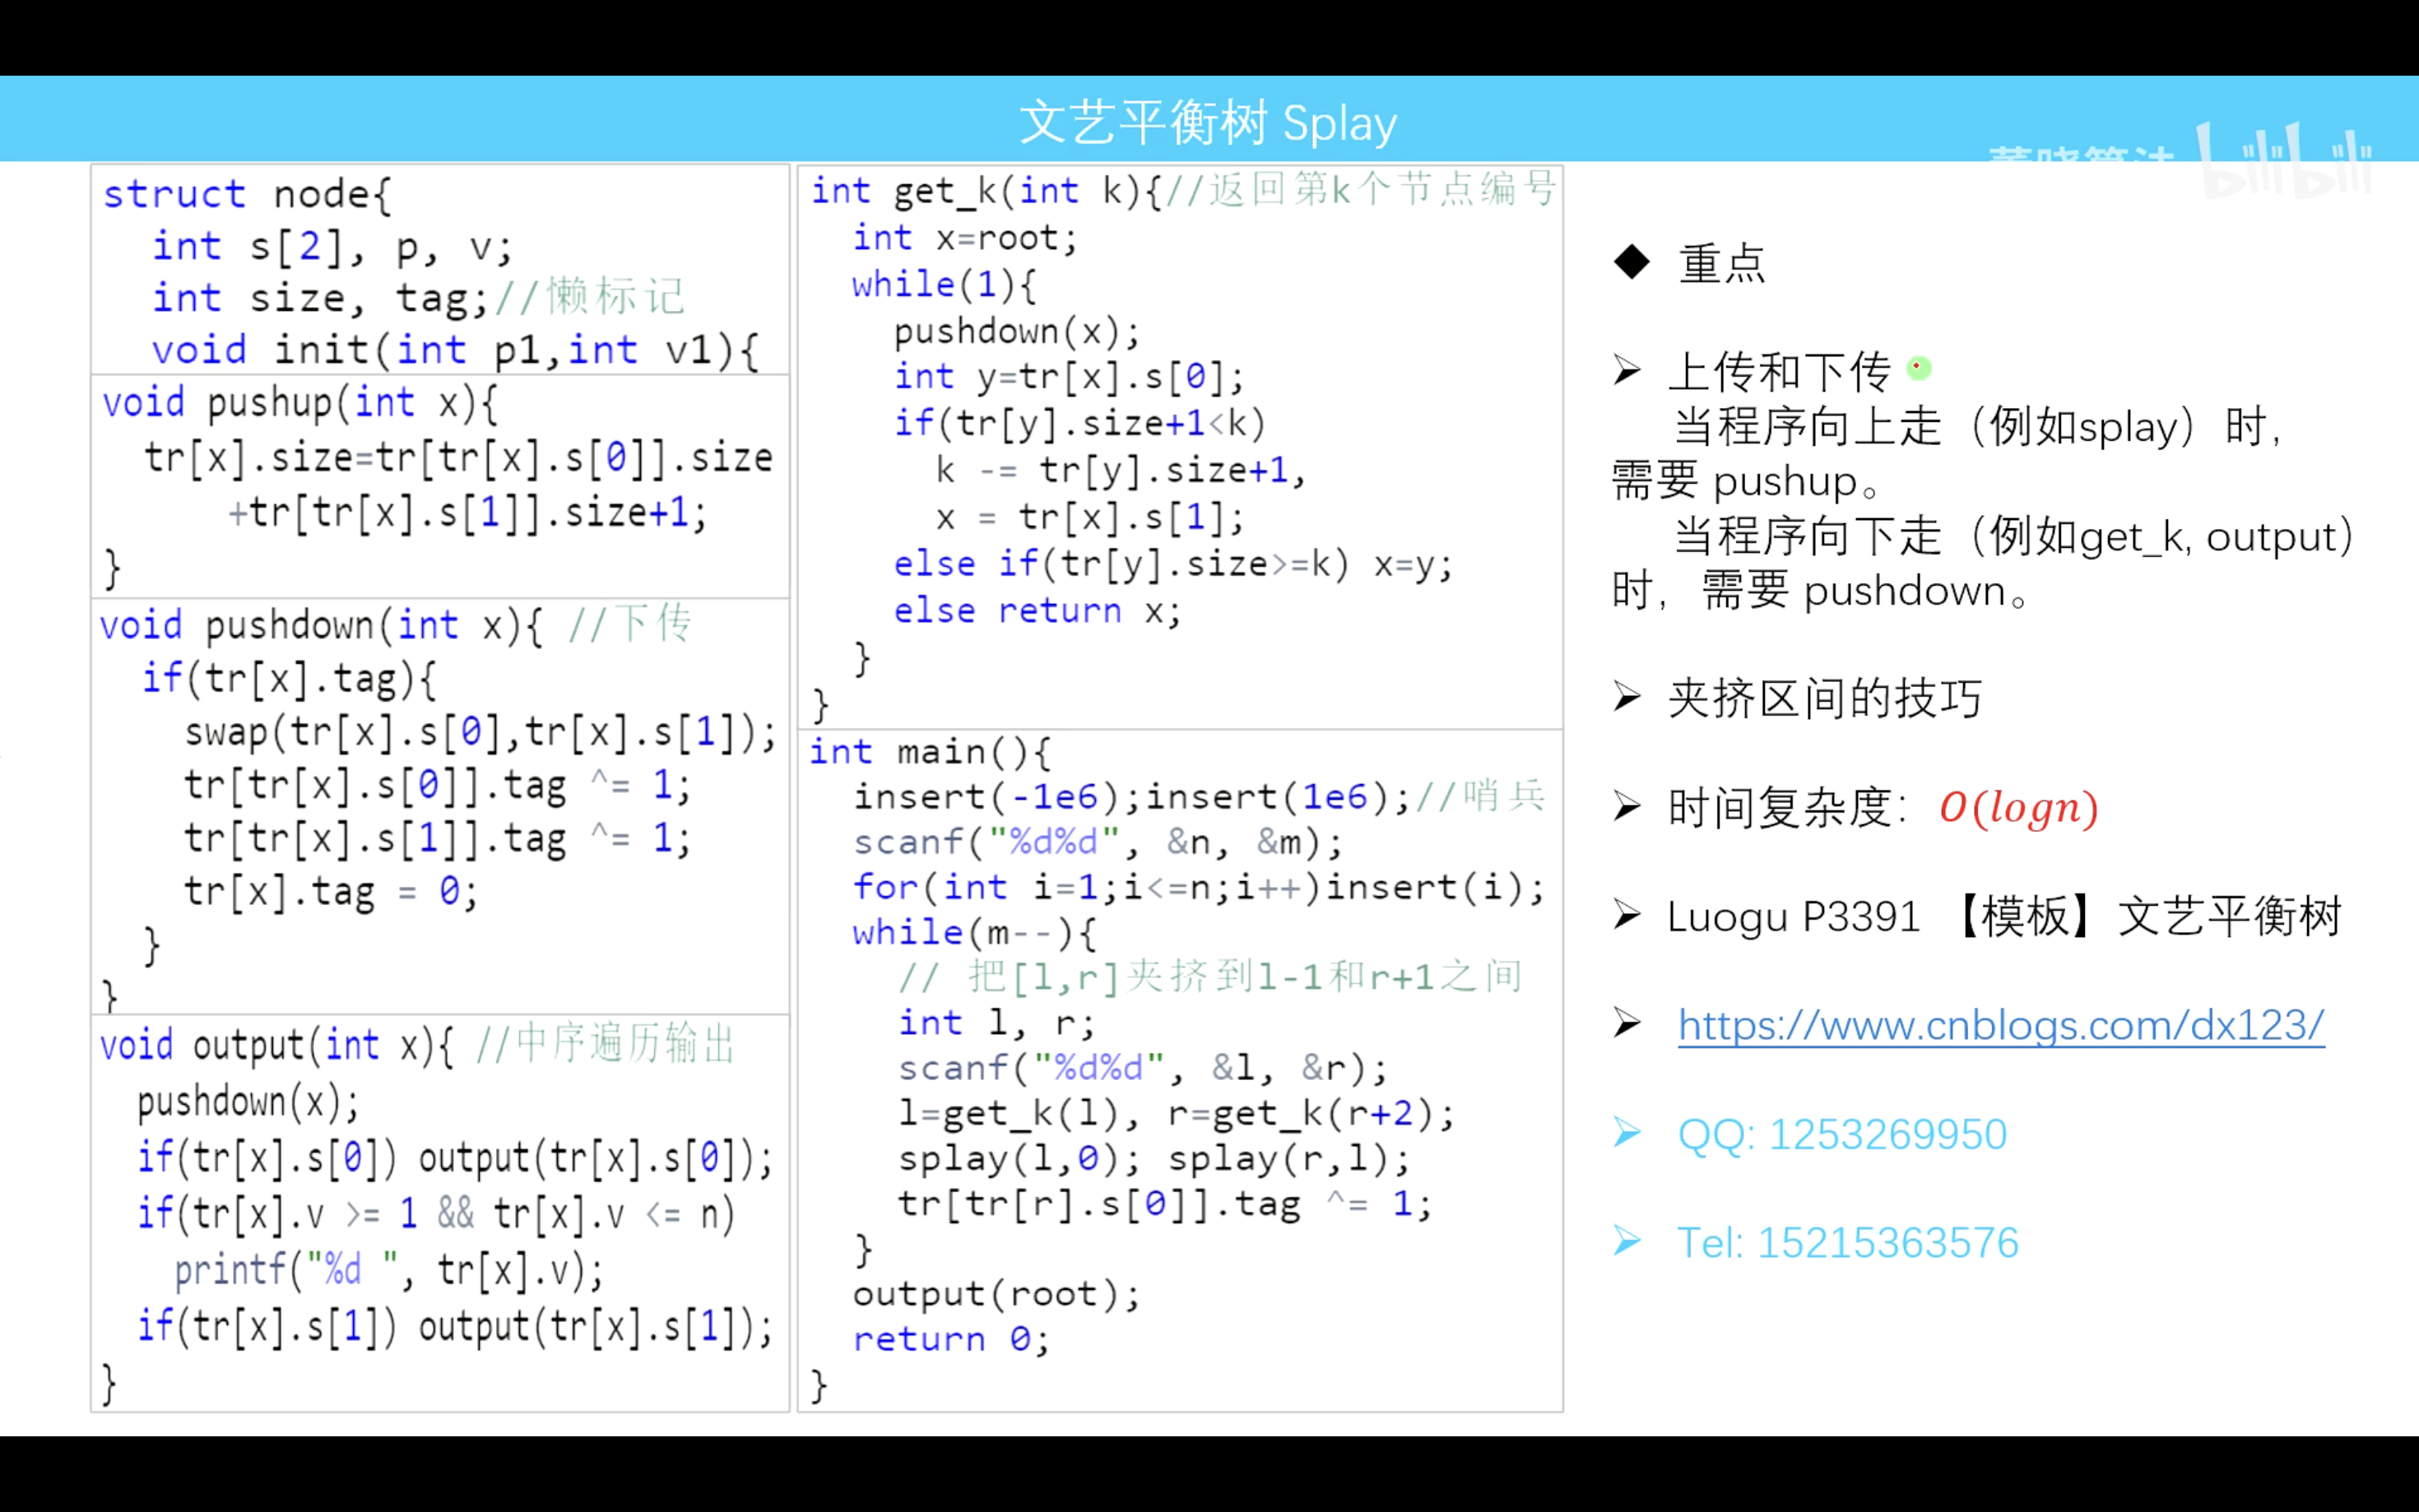 文艺平衡树 Splay
bilibili
struct node{
int s[2], p, v;
int size, tag;//懒标记
void init(int p1,int v1){
void pushup(int x){
tr[x].size=tr[tr[x].s[0]].size
+tr[tr[x].s[1]].size+1;
}
void pushdown(int x){ //下传
if(tr[x].tag){
swap(tr[x].s[0],tr[x].s[1]);
tr[tr[x].s[0]].tag ^= 1;
tr[tr[x].s[1]].tag ^= 1;
tr[x].tag = 0;
}
}
void output(int x){ //中序遍历输出
pushdown(x);
if(tr[x].s[0]) output(tr[x].s[0]);
if(tr[x].v >= 1 && tr[x].v <= n)
printf("%d ", tr[x].v);
if(tr[x].s[1]) output(tr[x].s[1]);
}
int get_k(int k){//返回第k个节点编号
int x=root;
while(1){
pushdown(x);
int y=tr[x].s[0];
if(tr[y].size+1<k)
k -= tr[y].size+1,
x = tr[x].s[1];
else if(tr[y].size>=k) x=y;
else return x;
}
}
int main(){
insert(-1e6);insert(1e6);//哨兵
scanf("%d%d", &n, &m);
for(int i=1;i<=n;i++)insert(i);
while(m--){
// 把[l,r]夹挤到l-1和r+1之间
int l, r;
scanf("%d%d", &l, &r);
l=get_k(l), r=get_k(r+2);
splay(l,0); splay(r,l);
tr[tr[r].s[0]].tag ^= 1;
}
output(root);
return 0;
}
◆ 重点
➢ 上传和下传
当程序向上走（例如splay）时，
需要 pushup。
当程序向下走（例如get_k, output）
时，需要 pushdown。
➢ 夹挤区间的技巧
➢ 时间复杂度：O(logn)
➢ Luogu P3391 【模板】文艺平衡树
➢ https://www.cnblogs.com/dx123/
➢ QQ: 1253269950
➢ Tel: 15215363576